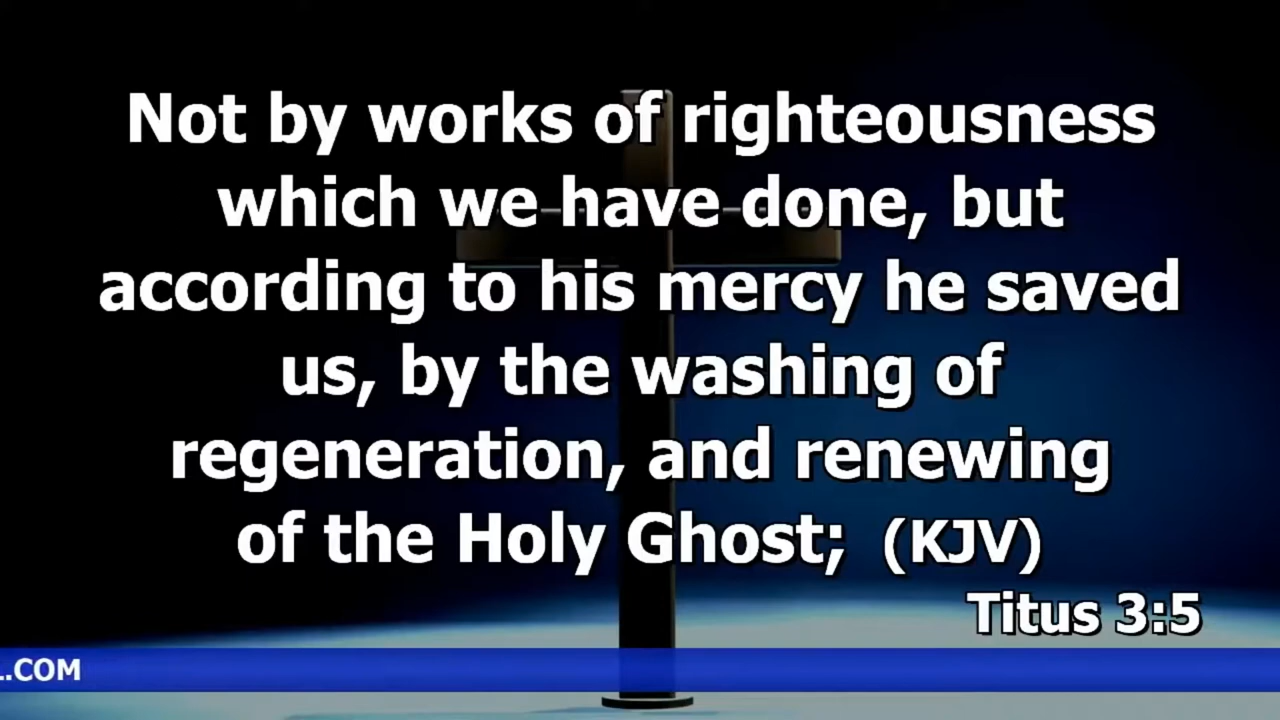 Not by works of righteousness
which we have done, but
according to his mercy he saved
us, by the washing of
regeneration, and renewing
of the Holy Ghost; (KJV)
Titus 3:5
.COM